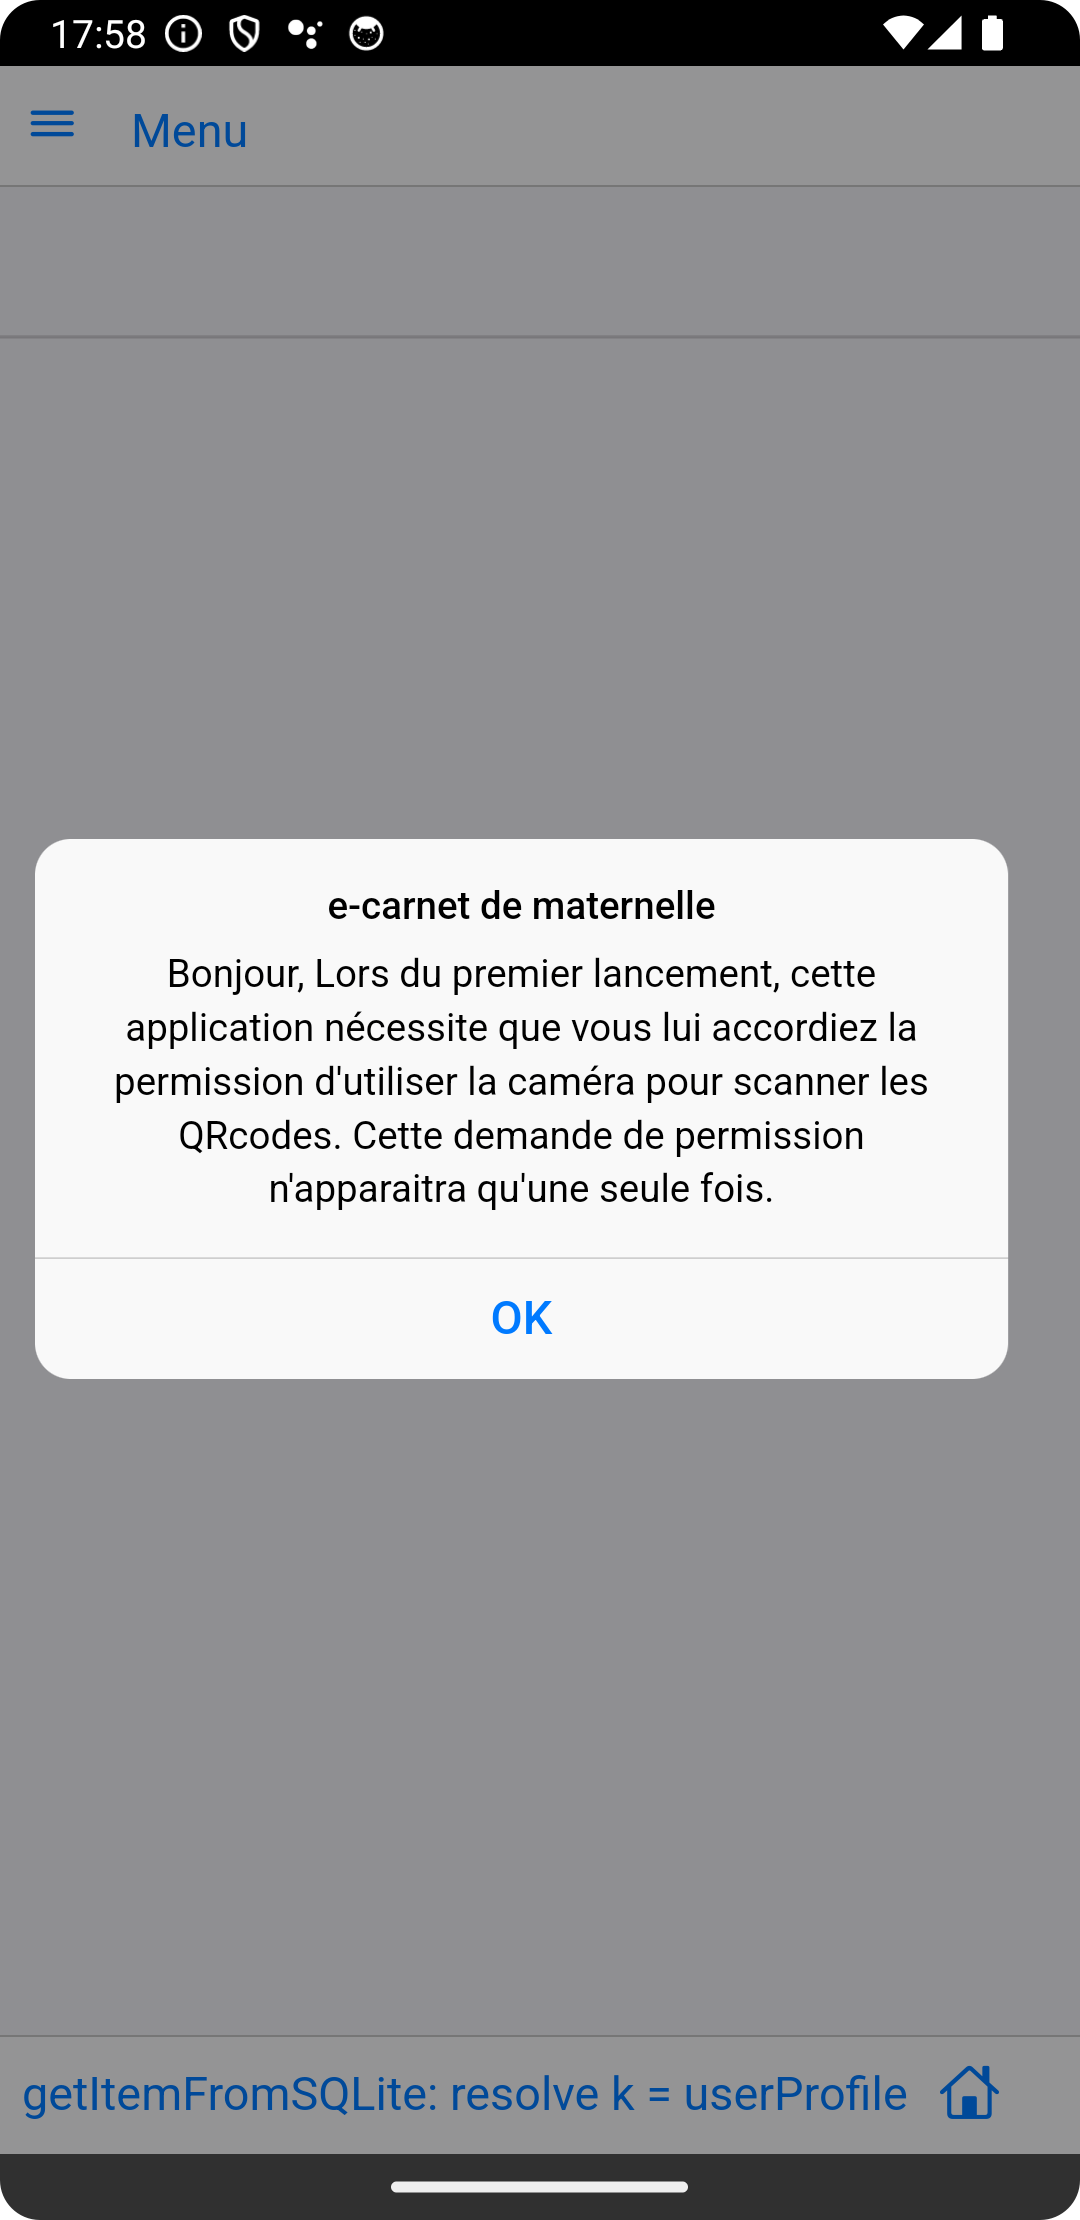 17:58
Menu
e-carnet de maternelle
Bonjour, Lors du premier lancement, cette
application nécessite que vous lui accordiez la
permission d'utiliser la caméra pour scanner les
QRcodes. Cette demande de permission
n'apparaitra qu'une seule fois.
OK
getItemFromSQLite: resolve k = userProfile